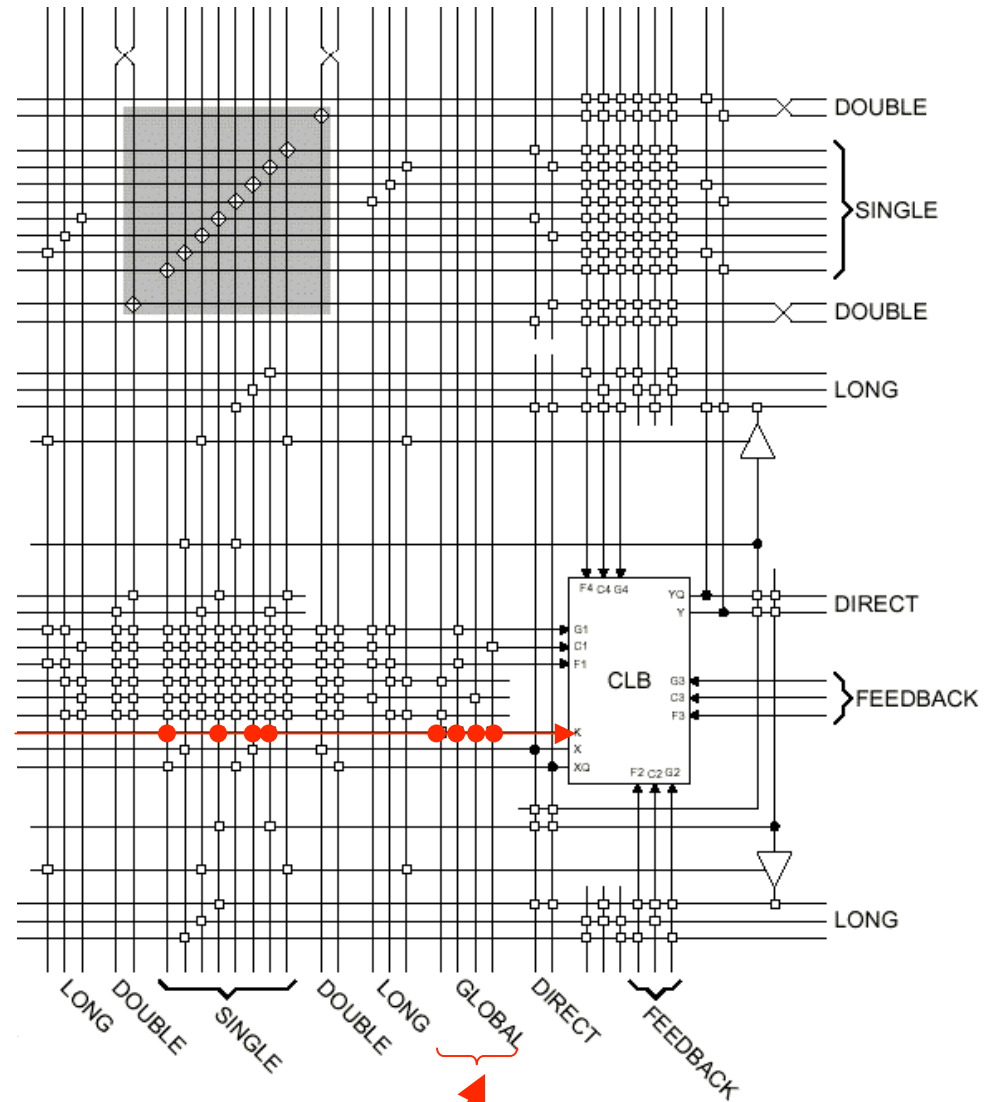 DOUBLE
SINGLE
DOUBLE
LONG
F4 C4 G4
YQ
DIRECT
Y
G1
C1
F1
CLB
G3
C3
FEEDBACK
F3
K
X
XQ
F2 C2 G2
LONG
LONG
DOUBLE
SINGLE
DOUBLE
LONG
GLOBAL
DIRECT
FEEDBACK